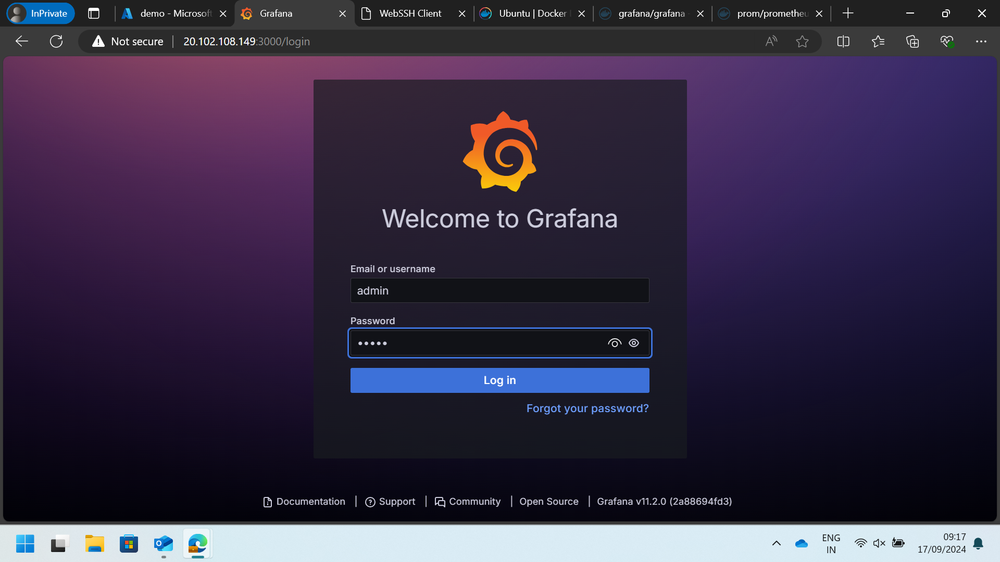 InPrivate
demo - Microsoft
Grafana
WebSSH Client
Ubuntu | Docker
grafana/grafana
prom/prometheu
Not secure
20.102.108.149:3000/login
Welcome to Grafana
Email or username
admin
Password
•••••
Log in
Forgot your password?
Documentation | Support | Community | Open Source | Grafana v11.2.0 (2a88694fd3)
ENG
IN
09:17
17/09/2024